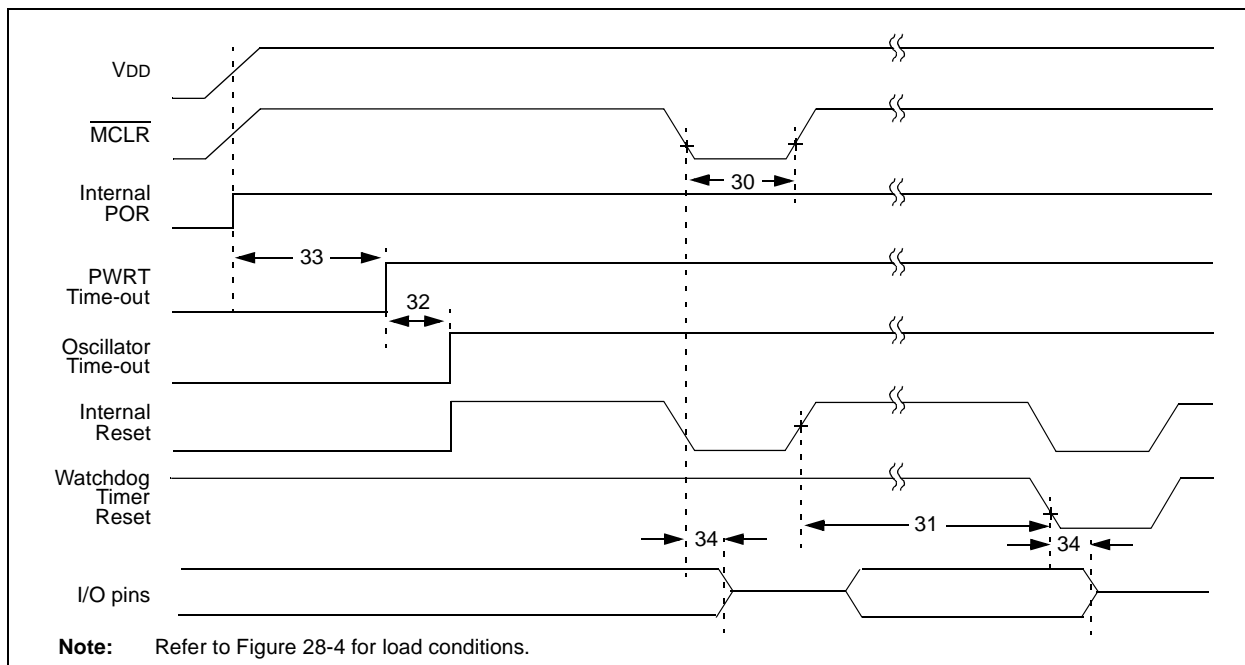 VDD
MCLR
30
Internal
POR
33
PWRT
Time-out
32
Oscillator
Time-out
Internal
Reset
Watchdog
Timer
Reset
31
34
34
I/O pins
Note: Refer to Figure 28-4 for load conditions.